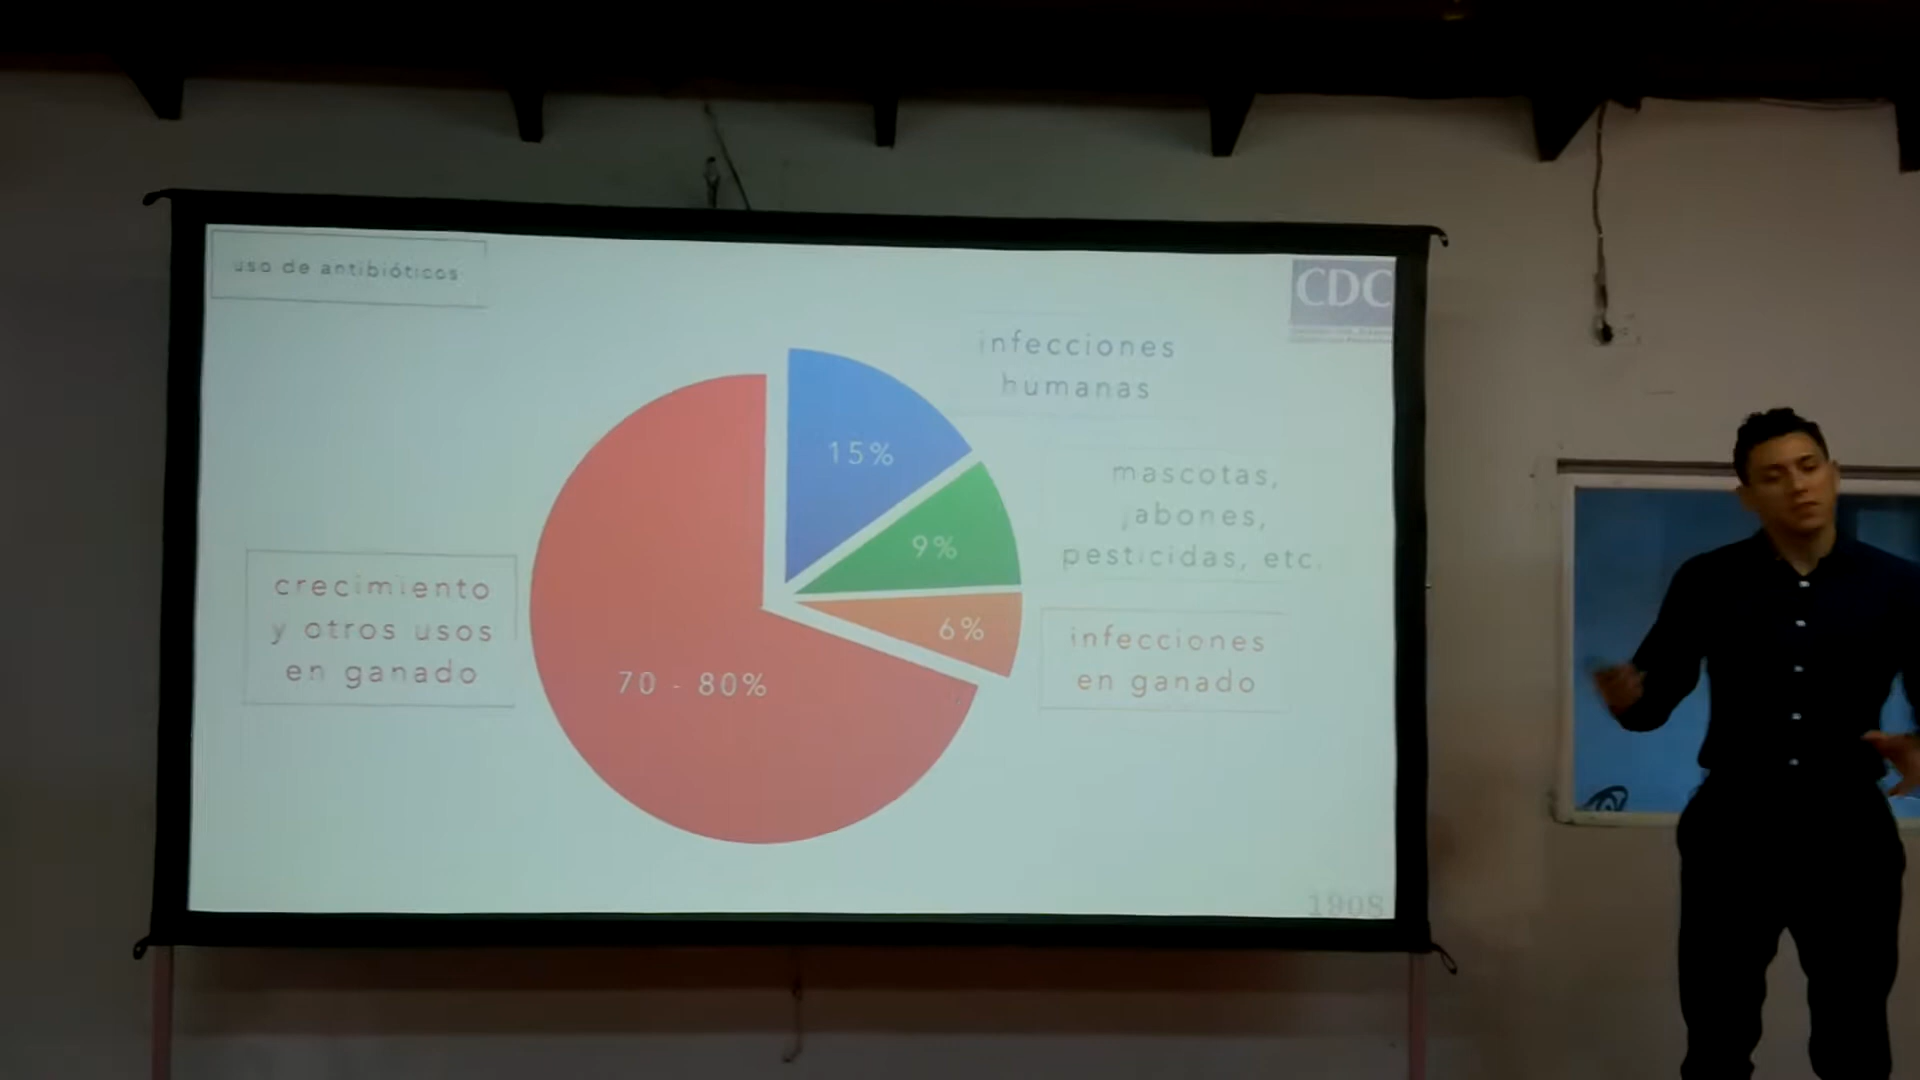 uso de antibióticos
CDC
infecciones
humanas
15%
mascotas,
jabones,
pesticidas, etc.
9%
6%
infecciones
en ganado
crecimiento
y otros usos
en ganado
70 - 80%
1908